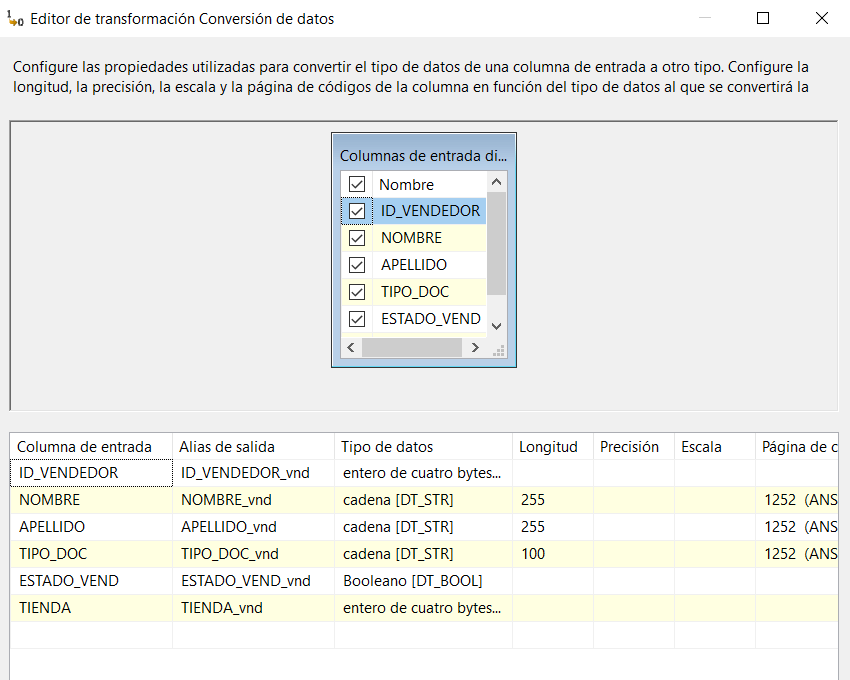 Editor de transformación Conversión de datos
Configure las propiedades utilizadas para convertir el tipo de datos de una columna de entrada a otro tipo. Configure la
longitud, la precisión, la escala y la página de códigos de la columna en función del tipo de datos al que se convertirá la
Columnas de entrada di...
Nombre
ID_VENDEDOR
NOMBRE
APELLIDO
TIPO_DOC
ESTADO_VEND
Columna de entrada Alias de salida Tipo de datos Longitud Precisión Escala Página de c
ID_VENDEDOR ID_VENDEDOR_vnd entero de cuatro bytes...
NOMBRE NOMBRE_vnd cadena [DT_STR] 255 1252 (ANS
APELLIDO APELLIDO_vnd cadena [DT_STR] 255 1252 (ANS
TIPO_DOC TIPO_DOC_vnd cadena [DT_STR] 100 1252 (ANS
ESTADO_VEND ESTADO_VEND_vnd Booleano [DT_BOOL]
TIENDA TIENDA_vnd entero de cuatro bytes...